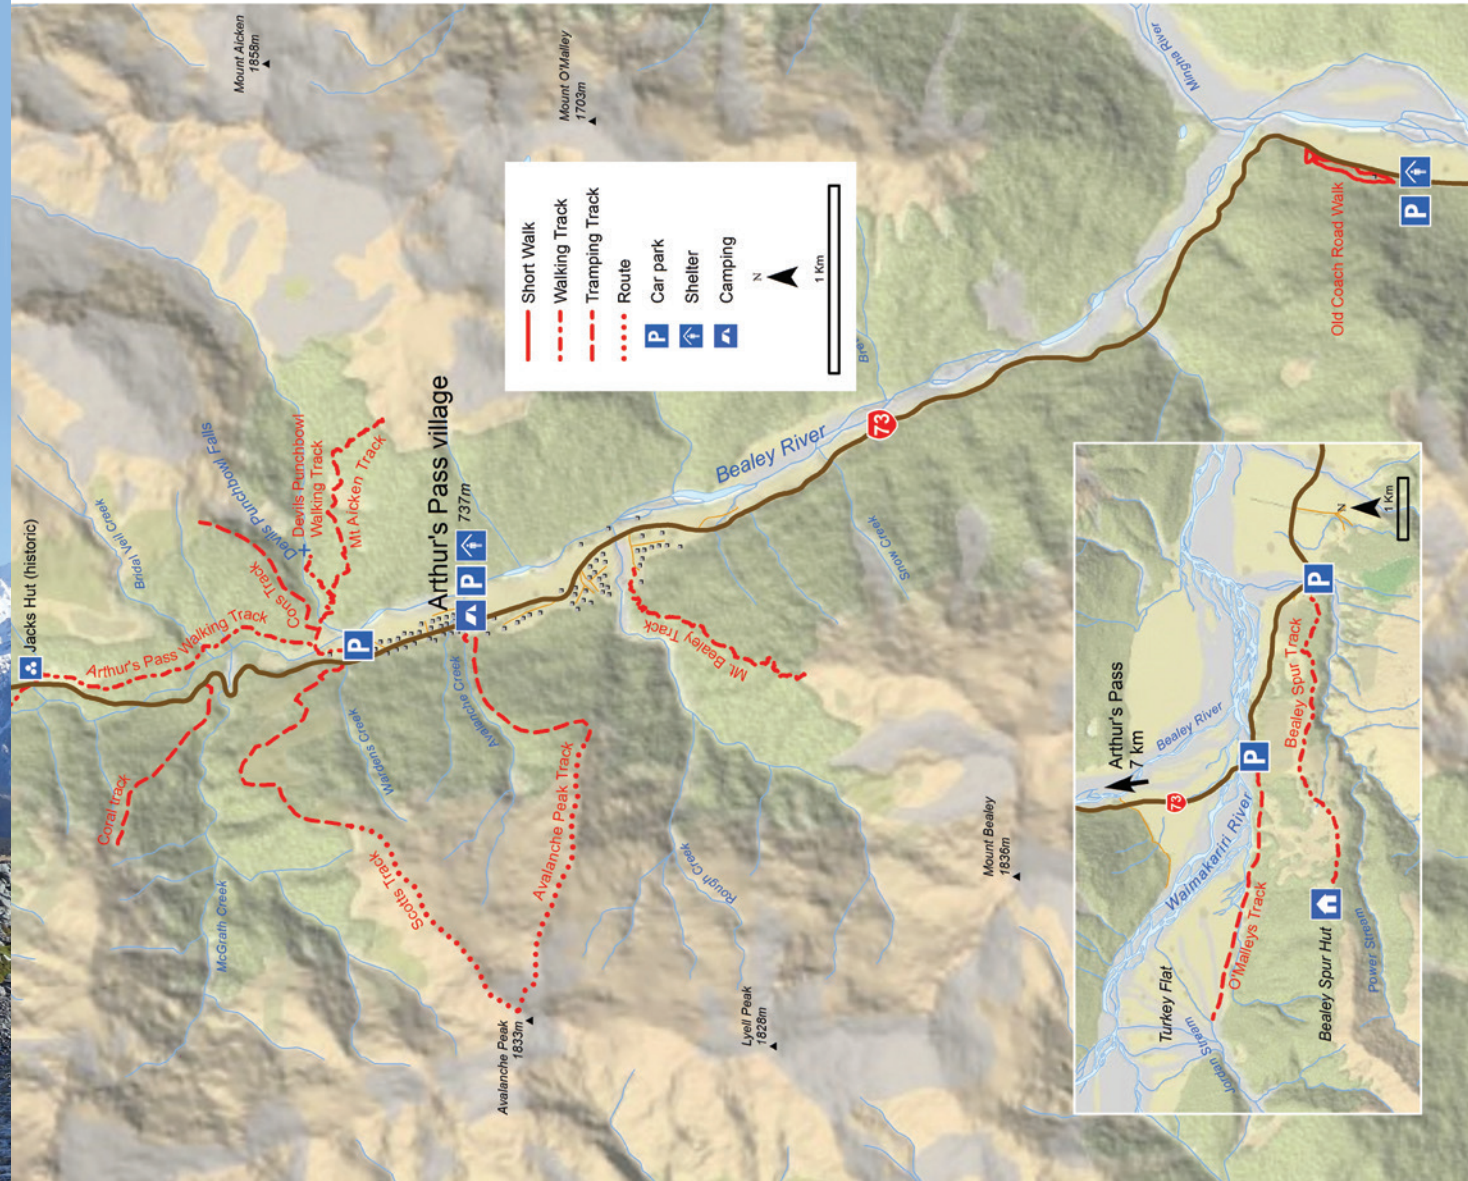 Mount Aicken
1858m
Mount O'Malley
1703m
Mingha River
Jacks Hut (historic)
Bridal Veil Creek
Devils Punchbowl Falls
Devils Punchbowl
Walking Track
Mt Aicken Track
Cons Track
Arthur's Pass Walking Track
Coral track
McGrath Creek
Wardens Creek
Avalanche Creek
Arthur's Pass village
737m
P
P
Scotts Track
Avalanche Peak Track
Avalanche Peak
1833m
Mt. Bealey Track
Rough Creek
Lyell Peak
1828m
Mount Bealey
1836m
Bealey River
73
Snow Creek
Bre
Short Walk
Walking Track
Tramping Track
Route
P
Car park
Shelter
Camping
N
1 Km
Old Coach Road Walk
P
Arthur's Pass
7 km
Bealey River
73
P
P
Waimakariri River
O'Malleys Track
Bealey Spur Track
Turkey Flat
Jordan Stream
Bealey Spur Hut
Power Stream
N
1 Km